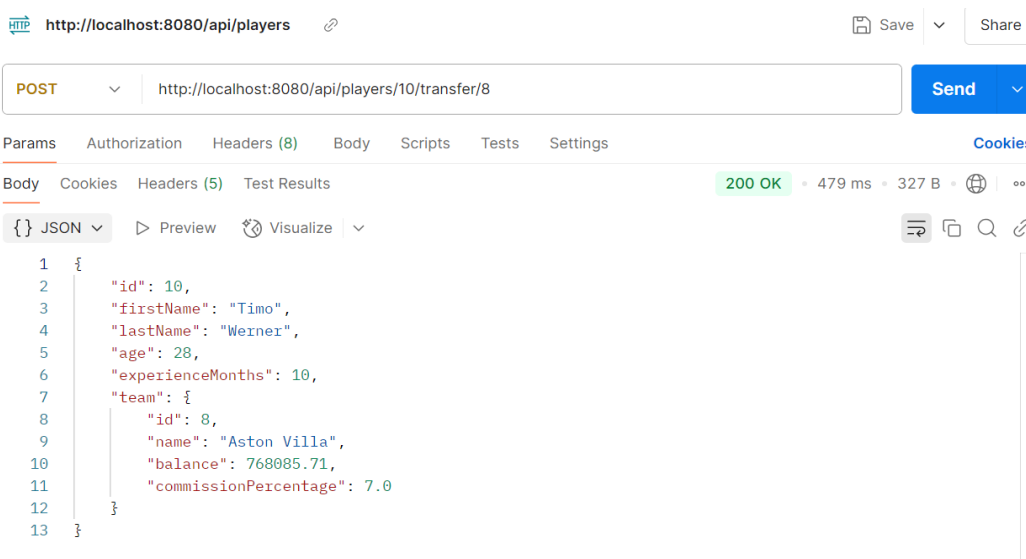 HTTP http://localhost:8080/api/players Save Share
POST http://localhost:8080/api/players/10/transfer/8 Send
Params Authorization Headers (8) Body Scripts Tests Settings Cookies
Body Cookies Headers (5) Test Results 200 OK • 479 ms • 327 B •
{} JSON Preview Visualize
1 {
2 "id": 10,
3 "firstName": "Timo",
4 "lastName": "Werner",
5 "age": 28,
6 "experienceMonths": 10,
7 "team": {
8 "id": 8,
9 "name": "Aston Villa",
10 "balance": 768085.71,
11 "commissionPercentage": 7.0
12 }
13 }